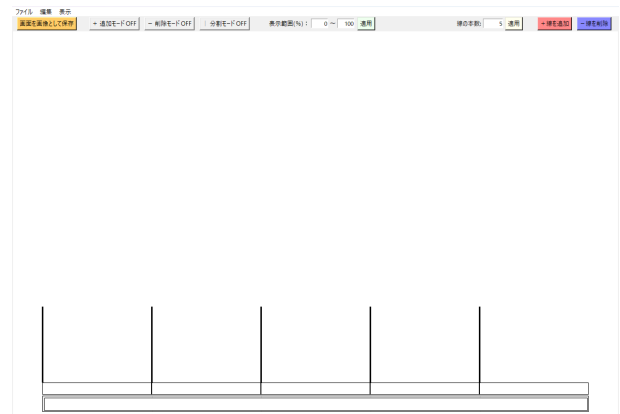 ファイル 編集 表示
画面を画像として保存 + 追加モードOFF − 削除モードOFF | 分割モードOFF 表示範囲(%)： 0 ～ 100 適用 線の本数: 5 適用 + 線を追加 − 線を削除